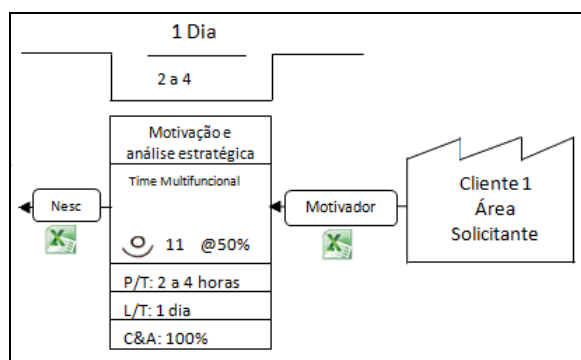 1 Dia
2 a 4
Motivação e
análise estratégica
Time Multifuncional
11 @50%
P/T: 2 a 4 horas
L/T: 1 dia
C&A: 100%
Nesc
Motivador
Cliente 1
Área
Solicitante